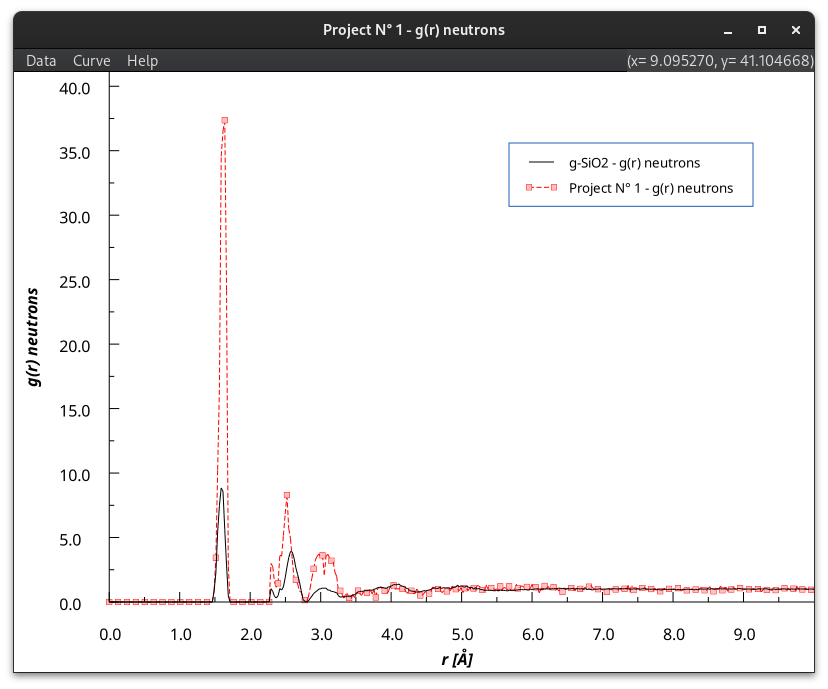 Project N° 1 - g(r) neutrons
Data Curve Help (x= 9.095270, y= 41.104668)
g-SiO2 - g(r) neutrons
Project N° 1 - g(r) neutrons
g(r) neutrons
40.0
35.0
30.0
25.0
20.0
15.0
10.0
5.0
0.0
0.0 1.0 2.0 3.0 4.0 5.0 6.0 7.0 8.0 9.0
r [Å]